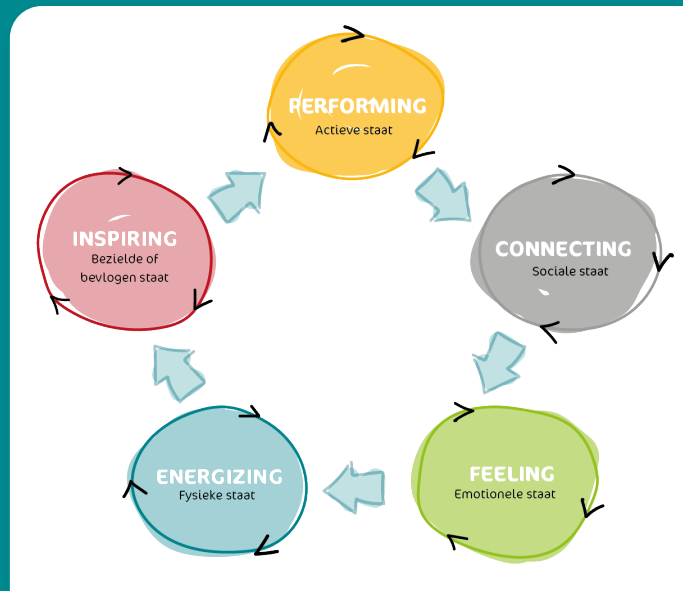 PERFORMING
Actieve staat
CONNECTING
Sociale staat
FEELING
Emotionele staat
ENERGIZING
Fysieke staat
INSPIRING
Bezielde of
bevlogen staat